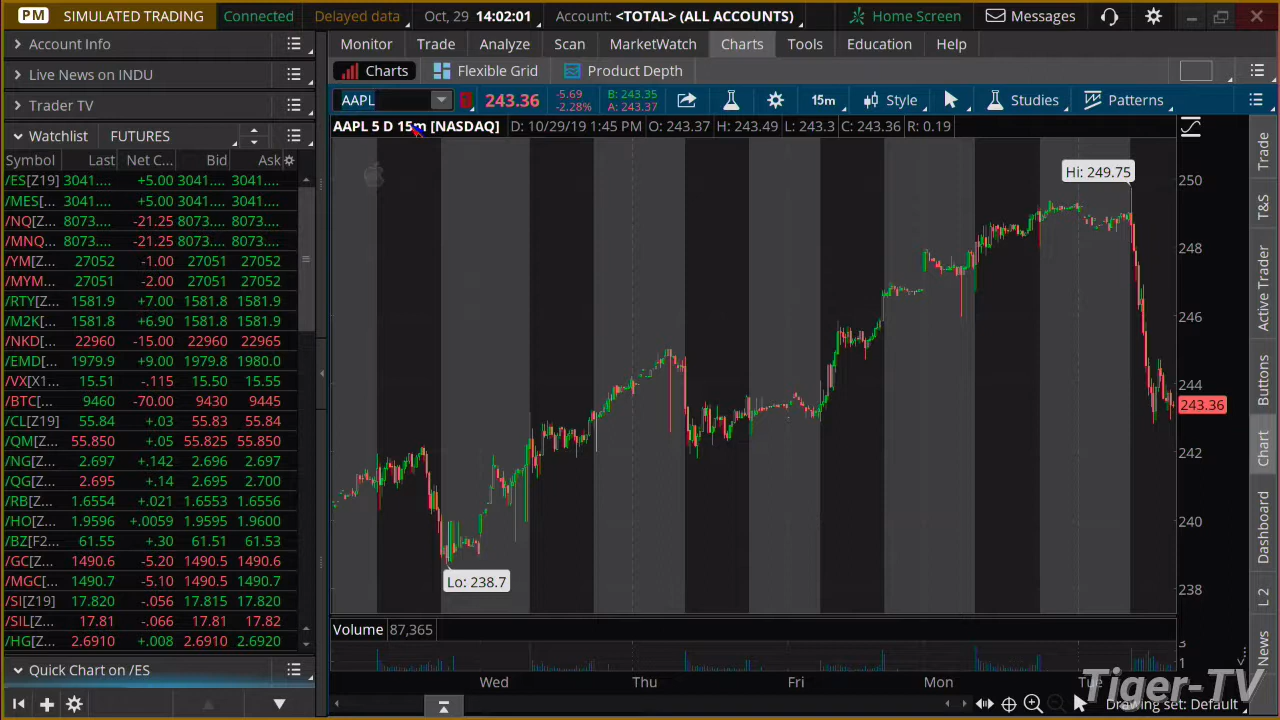 PM SIMULATED TRADING Connected Delayed data Oct, 29 14:02:01 Account: <TOTAL> (ALL ACCOUNTS) Home Screen Messages
Account Info
Live News on INDU
Trader TV
Watchlist FUTURES
Symbol Last Net C... Bid Ask
/ES[Z19] 3041.... +5.00 3041.... 3041....
/MES[... 3041.... +5.00 3041.... 3041....
/NQ[Z... 8073.... -21.25 8073.... 8073....
/MNQ... 8073.... -21.25 8073.... 8073....
/YM[Z... 27052 -1.00 27051 27052
/MYM... 27051 -2.00 27051 27052
/RTY[Z... 1581.9 +7.00 1581.8 1581.9
/M2K[... 1581.8 +6.90 1581.8 1581.9
/NKD[... 22960 -15.00 22960 22965
/EMD[... 1979.9 +9.00 1979.8 1980.0
/VX[X1... 15.51 -.115 15.50 15.55
/BTC[... 9460 -70.00 9430 9445
/CL[Z19] 55.84 +.03 55.83 55.84
/QM[Z... 55.850 +.05 55.825 55.850
/NG[Z... 2.697 +.142 2.696 2.697
/QG[Z... 2.695 +.14 2.695 2.700
/RB[Z... 1.6554 +.021 1.6553 1.6556
/HO[Z... 1.9596 +.0059 1.9595 1.9600
/BZ[F2... 61.55 +.30 61.51 61.53
/GC[Z... 1490.6 -5.20 1490.5 1490.6
/MGC[... 1490.7 -5.10 1490.5 1490.7
/SI[Z19] 17.820 -.056 17.815 17.820
/SIL[Z... 17.81 -.066 17.81 17.82
/HG[Z... 2.6910 +.008 2.6910 2.6920
Quick Chart on /ES
Monitor Trade Analyze Scan MarketWatch Charts Tools Education Help
Charts Flexible Grid Product Depth
AAPL 243.36 -5.69 -2.28% B: 243.35 A: 243.37 15m Style Studies Patterns
AAPL 5 D 15m [NASDAQ] D: 10/29/19 1:45 PM O: 243.37 H: 243.49 L: 243.3 C: 243.36 R: 0.19
Hi: 249.75
Lo: 238.7
250
248
246
244
243.36
242
240
238
Volume 87,365
3
1
Wed Thu Fri Mon Tue
Drawing set: Default
Trade
T&S
Active Trader
Buttons
Chart
Dashboard
L 2
News
Tiger-TV